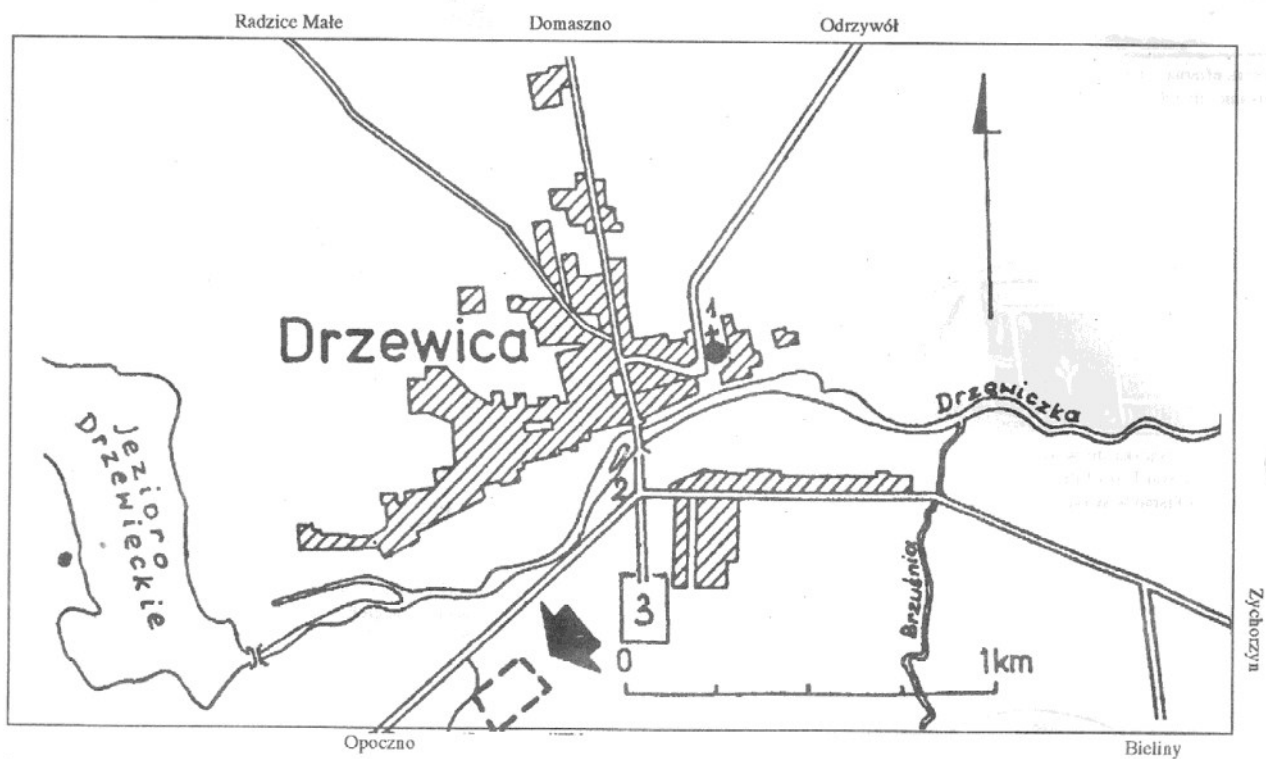 Radzice Małe
Domaszno
Odrzywół
1
Drzewica
Drzewiczka
Jezioro
Drzewieckie
2
Brzuśnia
3
0
1km
Zychorzyn
Opoczno
Bieliny